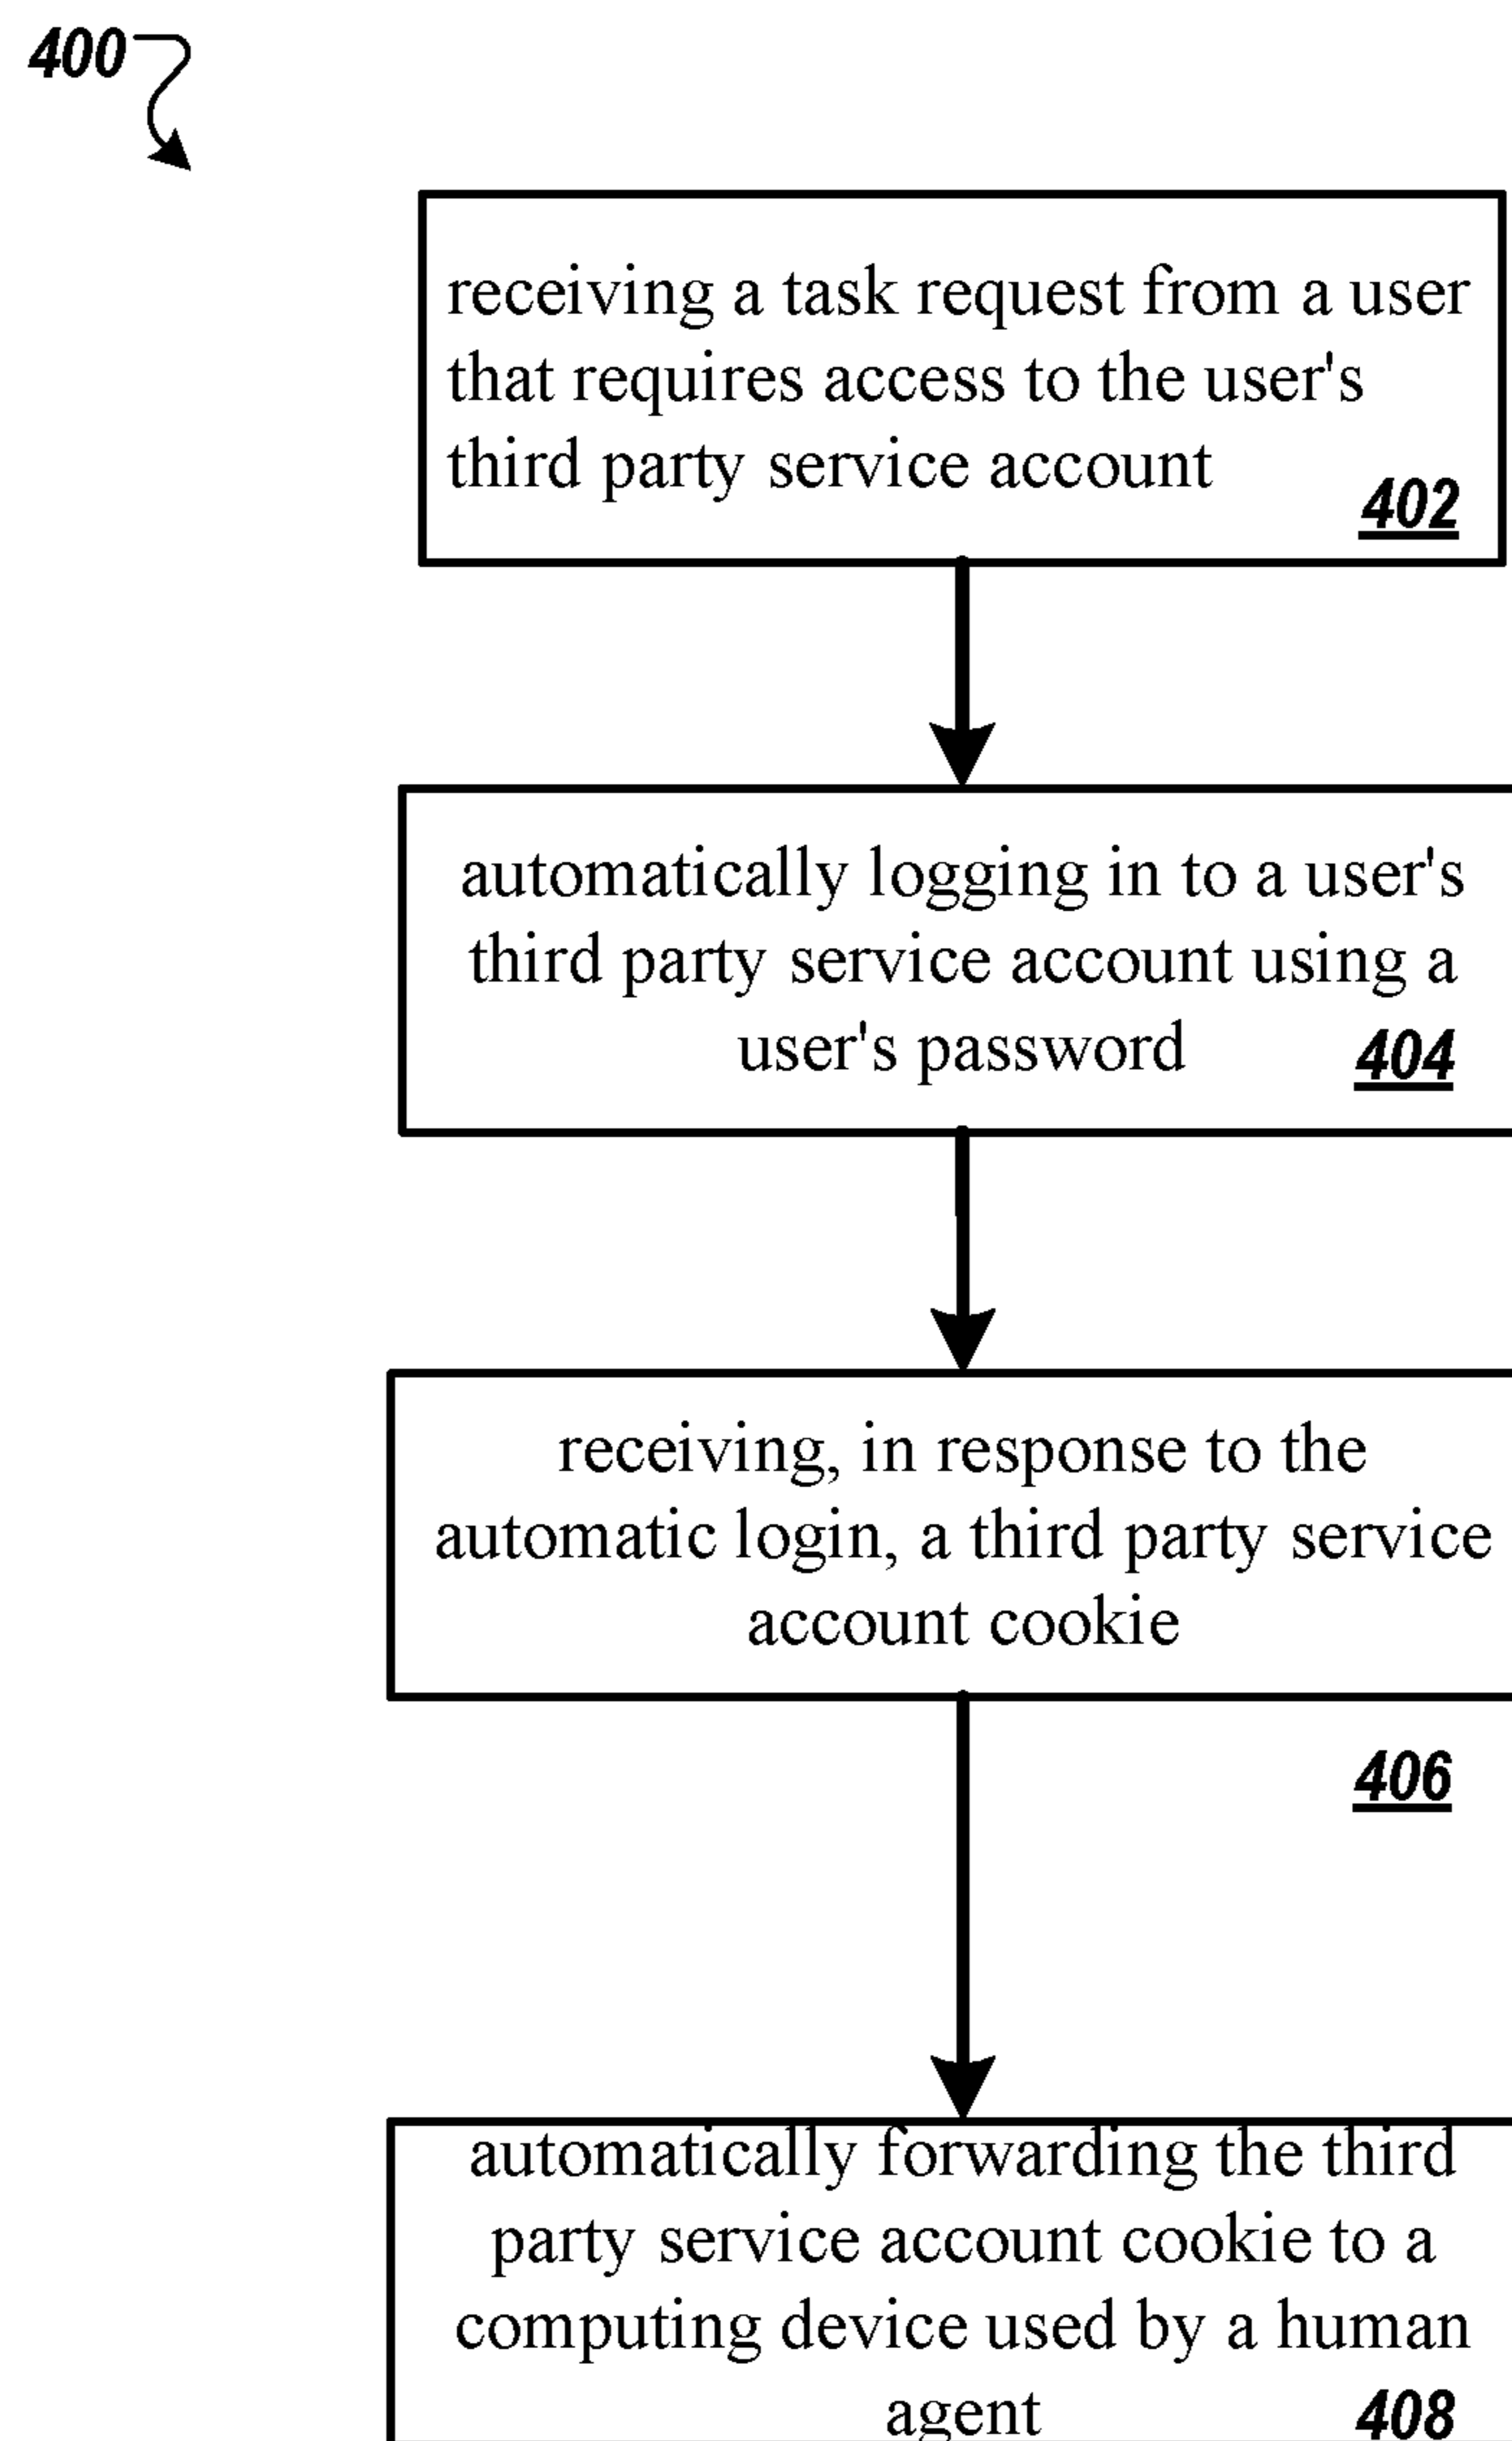 400
receiving a task request from a user
that requires access to the user's
third party service account
402
automatically logging in to a user's
third party service account using a
user's password
404
receiving, in response to the
automatic login, a third party service
account cookie
406
automatically forwarding the third
party service account cookie to a
computing device used by a human
agent
408